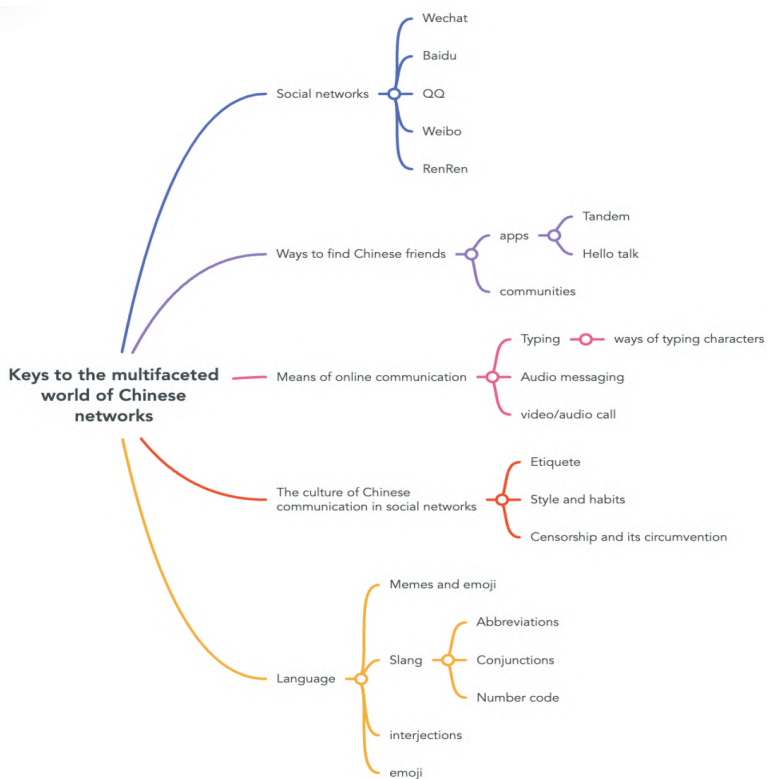 Wechat
Baidu
Social networks
QQ
Weibo
RenRen
Tandem
apps
Ways to find Chinese friends
Hello talk
communities
Typing
ways of typing characters
Keys to the multifaceted
world of Chinese
networks
Means of online communication
Audio messaging
video/audio call
Etiquete
The culture of Chinese
communication in social networks
Style and habits
Censorship and its circumvention
Memes and emoji
Abbreviations
Language
Slang
Conjunctions
Number code
interjections
emoji